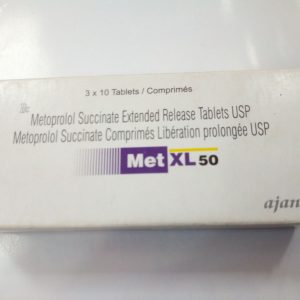 3 x 10 Tablets / Comprimés
Metoprolol Succinate Extended Release Tablets USP
Metoprolol Succinate Comprimés Libération prolongée USP
Met XL 50